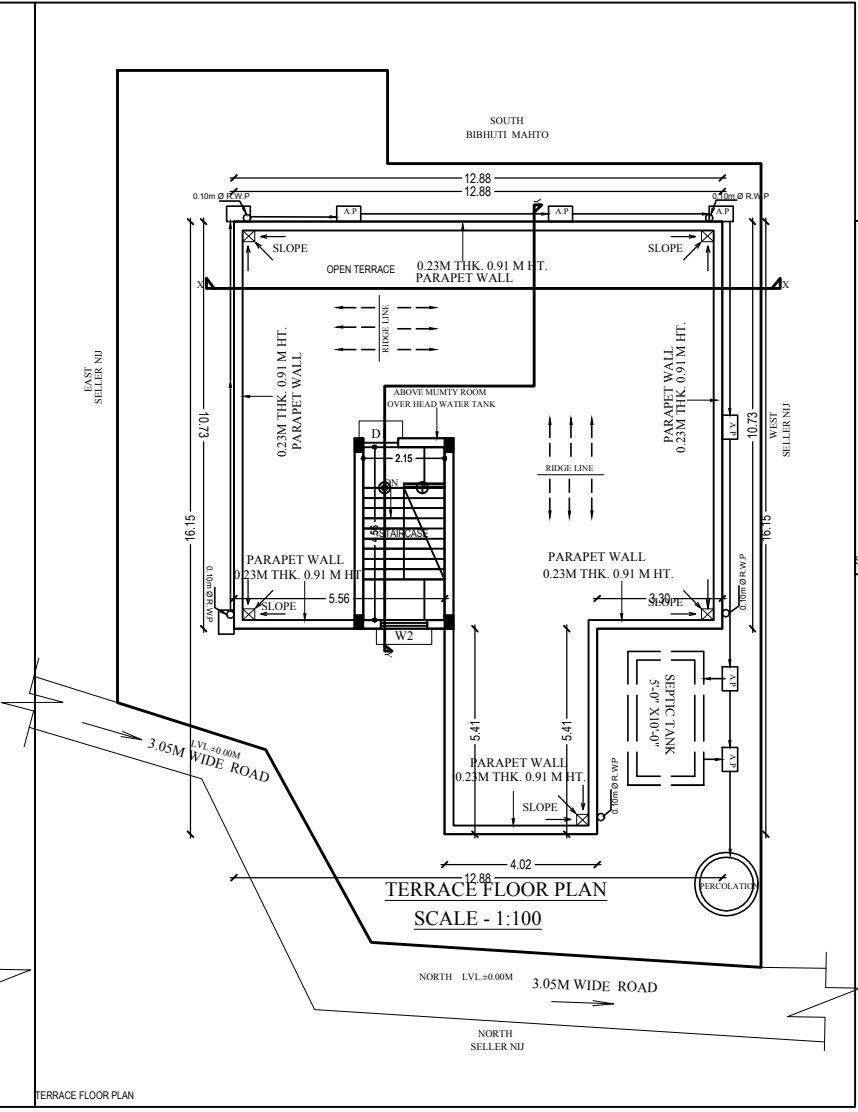 SOUTH
BIBHUTI MAHTO
12.88
12.88
0.10m Ø R.W.P
0.10m Ø R.W.P
A.P
A.P
A.P
Y
SLOPE
SLOPE
OPEN TERRACE
0.23M THK. 0.91 M HT.
PARAPET WALL
X
X
RIDGE LINE
EAST
SELLER NIJ
0.23M THK. 0.91 M HT.
PARAPET WALL
PARAPET WALL
0.23M THK. 0.91 M HT.
WEST
SELLER NIJ
ABOVE MUMTY ROOM
OVER HEAD WATER TANK
10.73
10.73
A.P
D
2.15
RIDGE LINE
DN
16.15
16.15
STAIRCASE
4.56
PARAPET WALL
0.23M THK. 0.91 M HT
PARAPET WALL
0.23M THK. 0.91 M HT.
0.10m Ø R.W.P
0.10m Ø R.W.P
5.56
3.30
SLOPE
SLOPE
W2
Y
SEPTIC TANK
5'-0" X10'-0"
A.P
A.P
5.41
5.41
LVL.±0.00M
3.05M WIDE ROAD
PARAPET WALL
0.23M THK. 0.91 M HT.
SLOPE
0.10m Ø R.W.P
4.02
12.88
PERCOLATION
TERRACE FLOOR PLAN
SCALE - 1:100
NORTH LVL.±0.00M
3.05M WIDE ROAD
NORTH
SELLER NIJ
TERRACE FLOOR PLAN